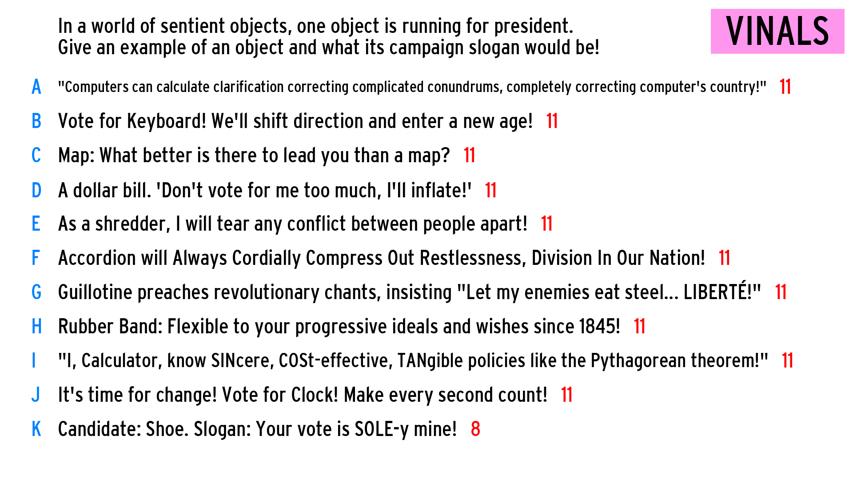 In a world of sentient objects, one object is running for president.
Give an example of an object and what its campaign slogan would be!
VINALS
A "Computers can calculate clarification correcting complicated conundrums, completely correcting computer's country!" 11
B Vote for Keyboard! We'll shift direction and enter a new age! 11
C Map: What better is there to lead you than a map? 11
D A dollar bill. 'Don't vote for me too much, I'll inflate!' 11
E As a shredder, I will tear any conflict between people apart! 11
F Accordion will Always Cordially Compress Out Restlessness, Division In Our Nation! 11
G Guillotine preaches revolutionary chants, insisting "Let my enemies eat steel... LIBERTÉ!" 11
H Rubber Band: Flexible to your progressive ideals and wishes since 1845! 11
I "I, Calculator, know SINcere, COSt-effective, TANgible policies like the Pythagorean theorem!" 11
J It's time for change! Vote for Clock! Make every second count! 11
K Candidate: Shoe. Slogan: Your vote is SOLE-y mine! 8